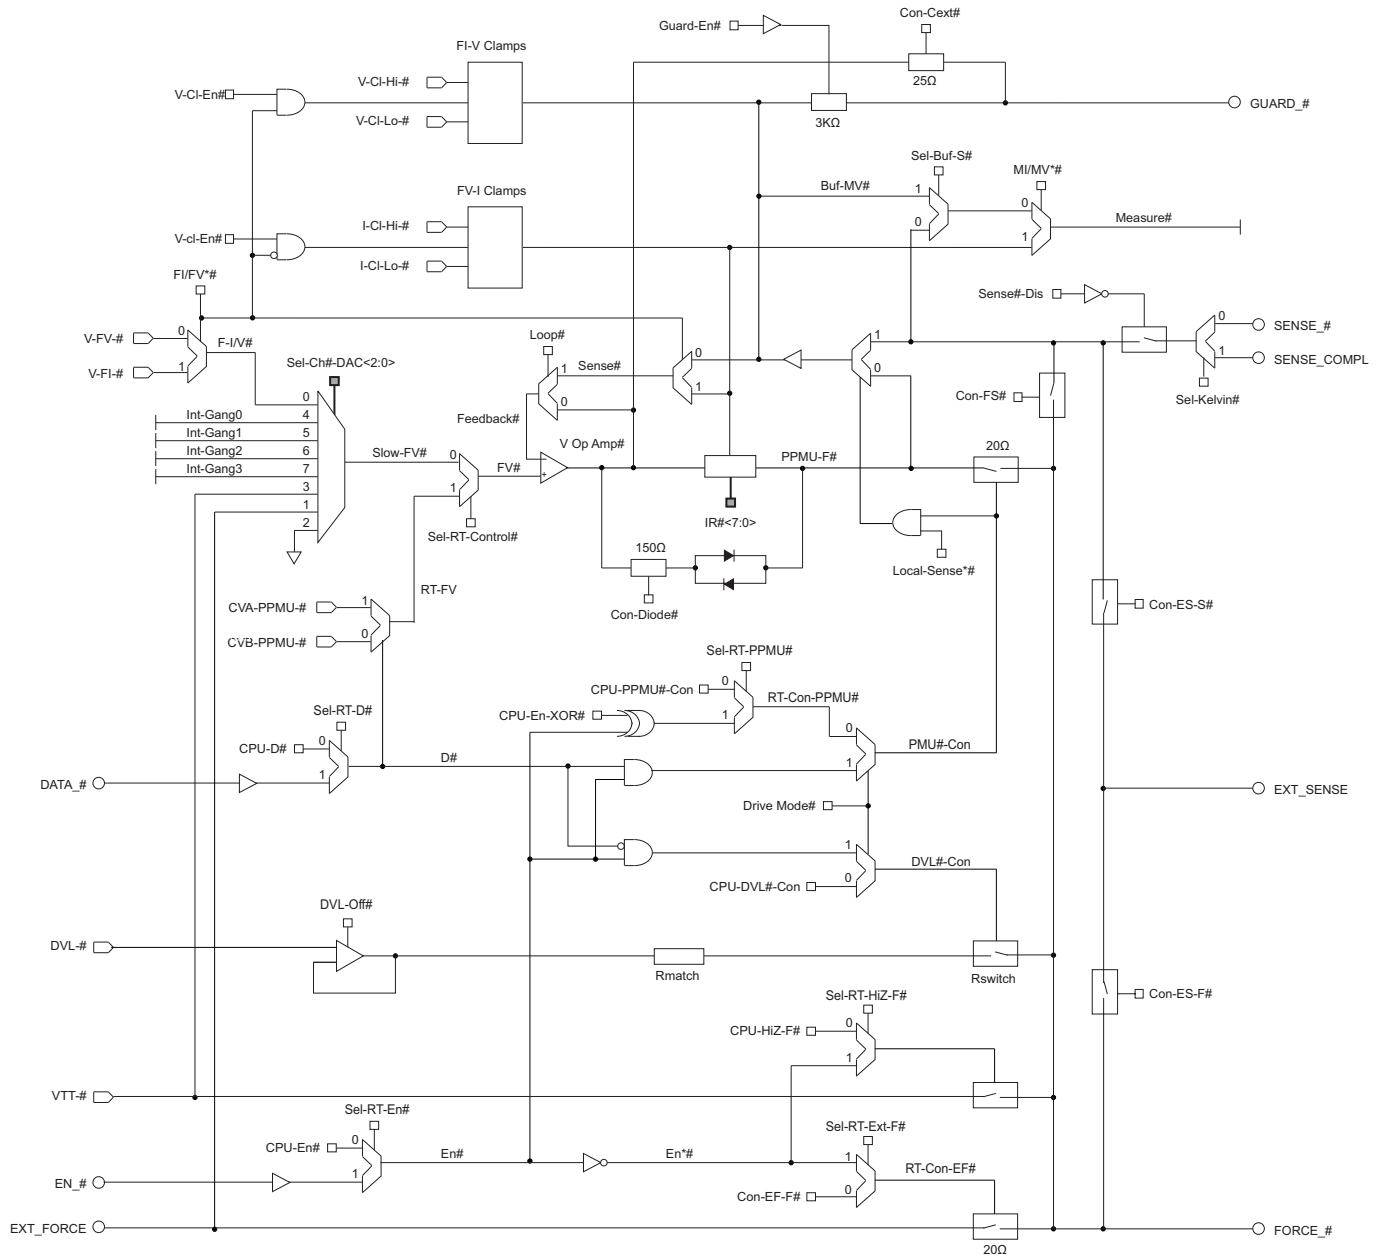 Con-Cext#
Guard-En#
FI-V Clamps
25Ω
V-Cl-Hi-#
V-Cl-En#
GUARD_#
V-Cl-Lo-#
3KΩ
Sel-Buf-S#
MI/MV*#
FV-I Clamps
Buf-MV#
1
0
Measure#
I-Cl-Hi-#
0
V-cl-En#
1
I-Cl-Lo-#
FI/FV*#
Sense#-Dis
0
SENSE_#
V-FV-#
0
Loop#
1
F-I/V#
0
1
SENSE_COMPL
V-FI-#
1
Sel-Ch#-DAC<2:0>
1
Sense#
0
Sel-Kelvin#
1
Con-FS#
0
0
Int-Gang0
4
Feedback#
Int-Gang1
5
V Op Amp#
20Ω
Int-Gang2
6
Slow-FV#
0
PPMU-F#
Int-Gang3
7
FV#
-
+
3
1
1
IR#<7:0>
2
Sel-RT-Control#
150Ω
Local-Sense*#
RT-FV
CVA-PPMU-#
1
Con-Diode#
Con-ES-S#
CVB-PPMU-#
0
Sel-RT-PPMU#
CPU-PPMU#-Con
0
RT-Con-PPMU#
Sel-RT-D#
CPU-En-XOR#
1
0
CPU-D#
0
D#
PMU#-Con
1
1
DATA_#
EXT_SENSE
Drive Mode#
1
DVL#-Con
CPU-DVL#-Con
0
DVL-Off#
DVL-#
Rmatch
Rswitch
Con-ES-F#
Sel-RT-HiZ-F#
CPU-HiZ-F#
0
1
VTT-#
Sel-RT-En#
Sel-RT-Ext-F#
CPU-En#
0
En#
En*#
1
RT-Con-EF#
1
EN_#
Con-EF-F#
0
EXT_FORCE
FORCE_#
20Ω